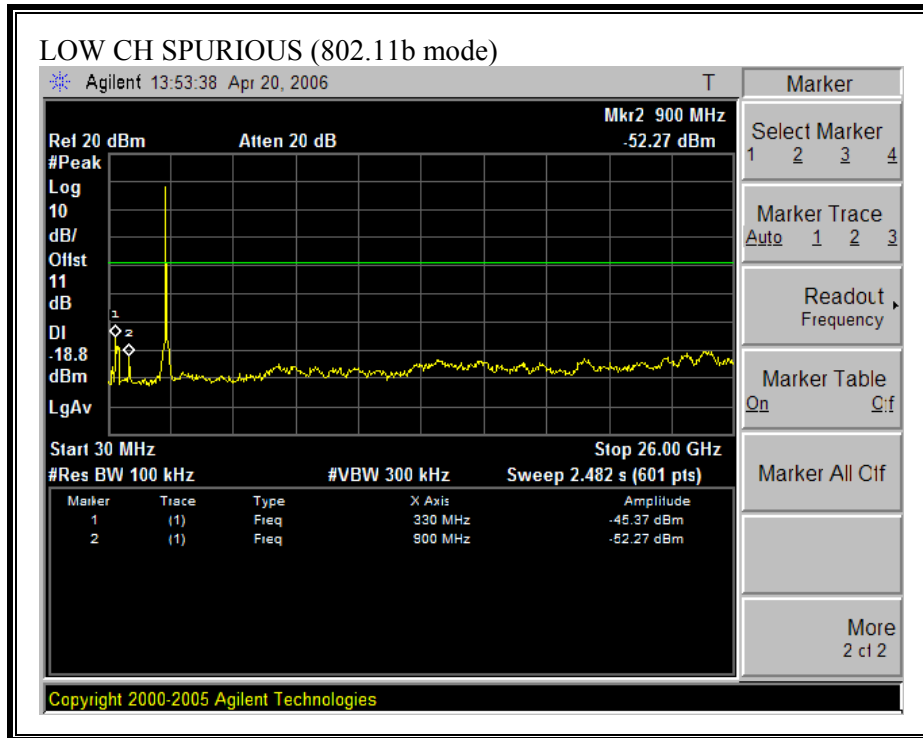 LOW CH SPURIOUS (802.11b mode)
Agilent 13:53:38 Apr 20, 2006 T
Marker
Mkr2 900 MHz
Ref 20 dBm Atten 20 dB -52.27 dBm
#Peak
Log
10
dB/
Offst
11
dB
DI
-18.8
dBm
LgAv
1
2
Start 30 MHz Stop 26.00 GHz
#Res BW 100 kHz #VBW 300 kHz Sweep 2.482 s (601 pts)
Marker Trace Type X Axis Amplitude
1 (1) Freq 330 MHz -45.37 dBm
2 (1) Freq 900 MHz -52.27 dBm
Select Marker
1 2 3 4
Marker Trace
Auto 1 2 3
Readout
Frequency
Marker Table
On Off
Marker All Off
More
2 of 2
Copyright 2000-2005 Agilent Technologies